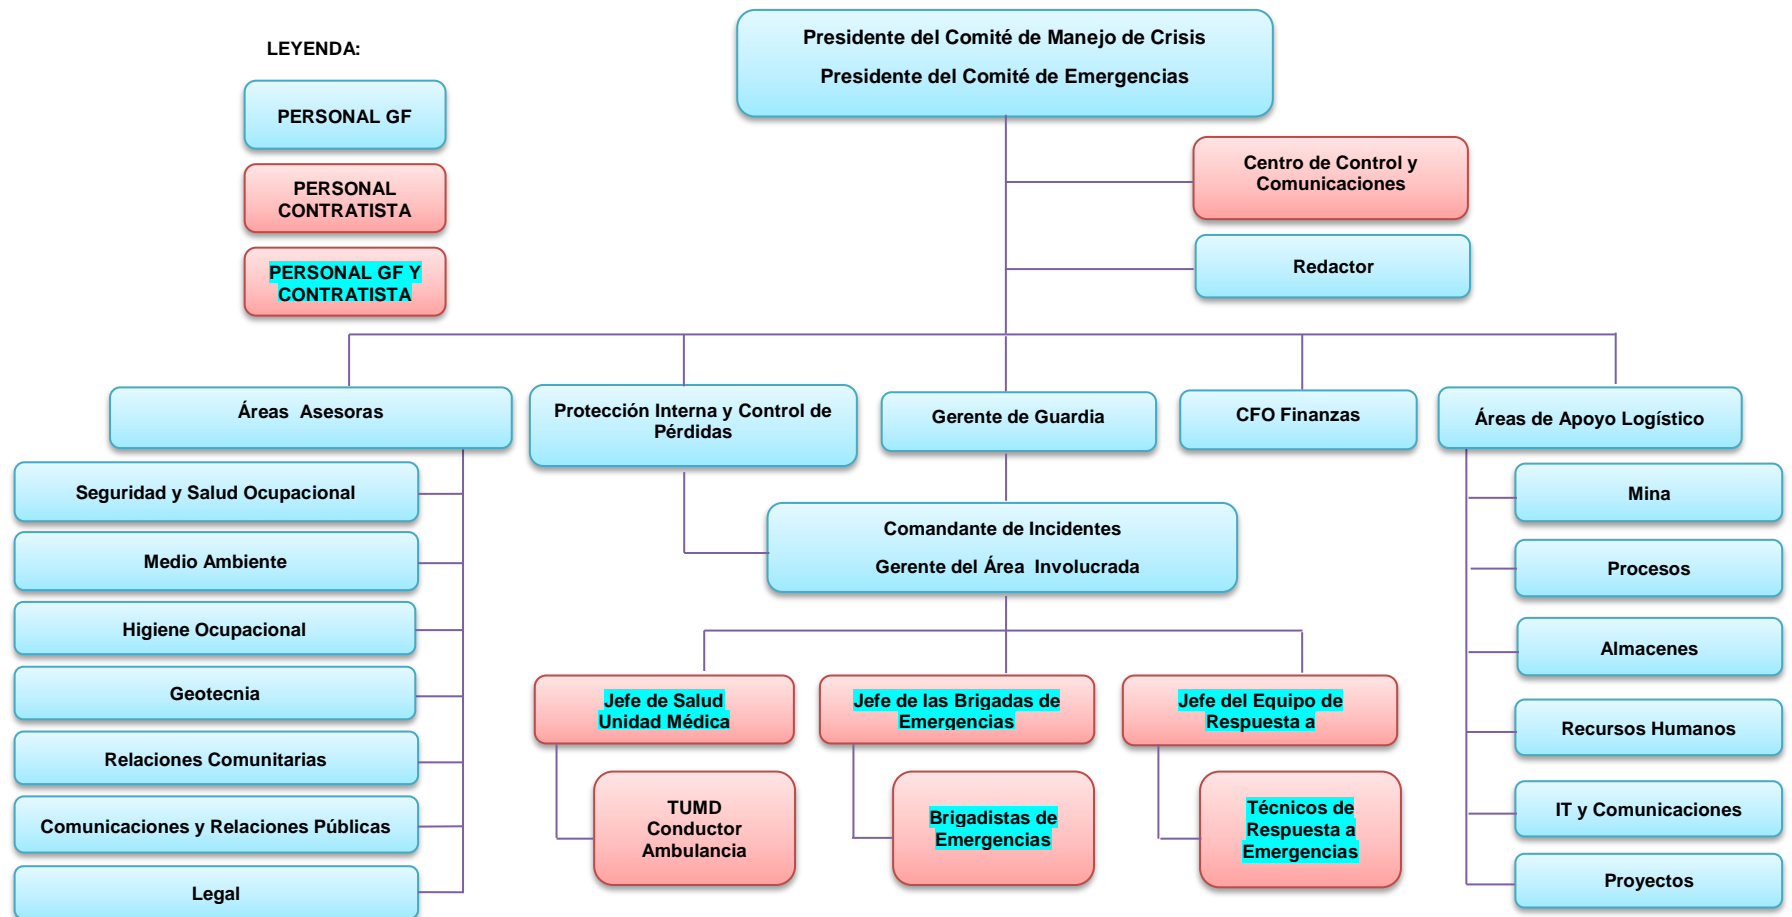 LEYENDA:
PERSONAL GF
PERSONAL
CONTRATISTA
PERSONAL GF Y
CONTRATISTA
Presidente del Comité de Manejo de Crisis
Presidente del Comité de Emergencias
Centro de Control y
Comunicaciones
Redactor
Áreas Asesoras
Protección Interna y Control de
Pérdidas
Gerente de Guardia
CFO Finanzas
Áreas de Apoyo Logístico
Seguridad y Salud Ocupacional
Medio Ambiente
Higiene Ocupacional
Geotecnia
Relaciones Comunitarias
Comunicaciones y Relaciones Públicas
Legal
Comandante de Incidentes
Gerente del Área Involucrada
Jefe de Salud
Unidad Médica
Jefe de las Brigadas de
Emergencias
Jefe del Equipo de
Respuesta a
TUMD
Conductor
Ambulancia
Brigadistas de
Emergencias
Técnicos de
Respuesta a
Emergencias
Mina
Procesos
Almacenes
Recursos Humanos
IT y Comunicaciones
Proyectos